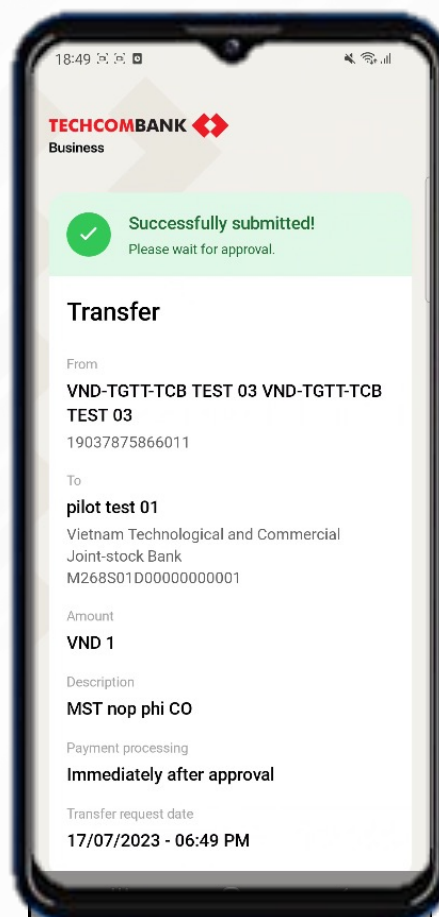 18:49
TECHCOMBANK
Business
Successfully submitted!
Please wait for approval.
Transfer
From
VND-TGTT-TCB TEST 03 VND-TGTT-TCB
TEST 03
19037875866011
To
pilot test 01
Vietnam Technological and Commercial
Joint-stock Bank
M268S01D00000000001
Amount
VND 1
Description
MST nop phi CO
Payment processing
Immediately after approval
Transfer request date
17/07/2023 - 06:49 PM